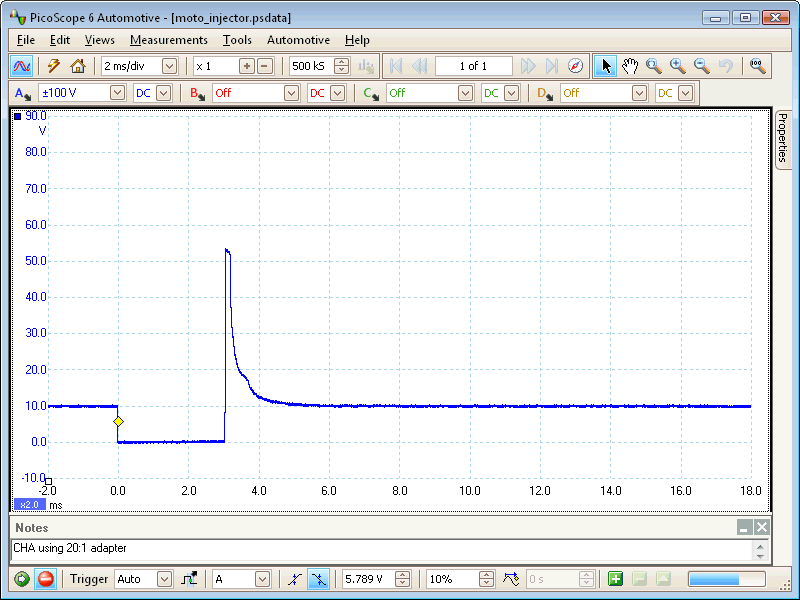 PicoScope 6 Automotive - [moto_injector.psdata]
File Edit Views Measurements Tools Automotive Help
2 ms/div x 1 500 kS 1 of 1
A ±100 V DC B Off DC C Off DC D Off DC
90.0
V
80.0
70.0
60.0
50.0
40.0
30.0
20.0
10.0
0.0
-10.0
-2.0 0.0 2.0 4.0 6.0 8.0 10.0 12.0 14.0 16.0 18.0
x2.0 ms
Properties
Notes
CHA using 20:1 adapter
Trigger Auto A 5.789 V 10% 0 s